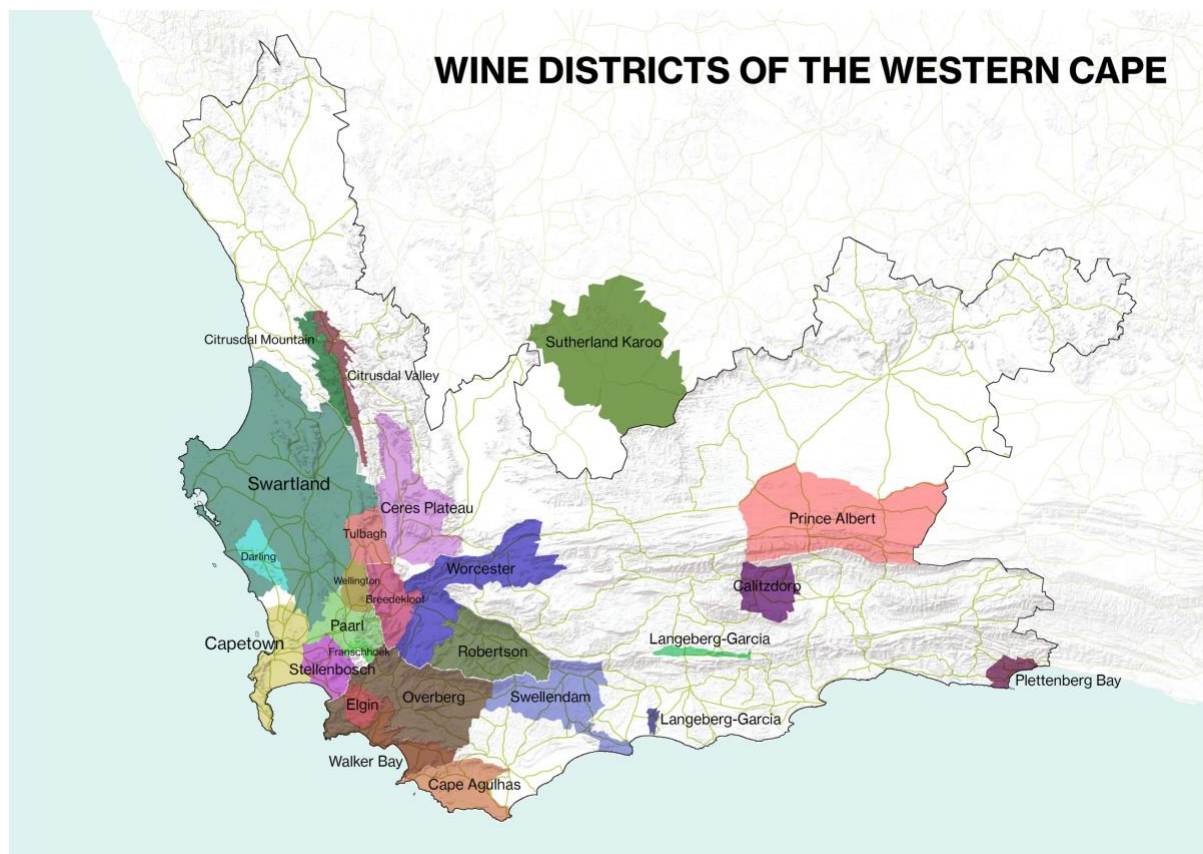 WINE DISTRICTS OF THE WESTERN CAPE
Citrusdal Mountain
Sutherland Karoo
Citrusdal Valley
Swartland
Ceres Plateau
Prince Albert
Tulbagh
Darling
Worcester
Wellington
Calitzdorp
Breedekloof
Paarl
Capetown
Langeberg-Garcia
Franschhoek
Robertson
Stellenbosch
Plettenberg Bay
Overberg
Swellendam
Elgin
Langeberg-Garcia
Walker Bay
Cape Agulhas